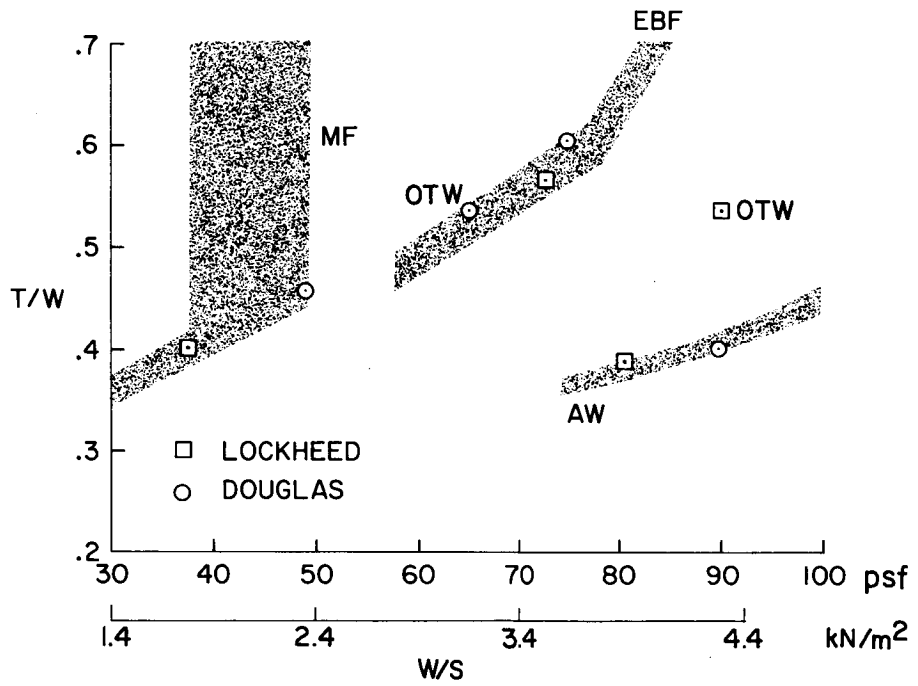 EBF
.7
MF
.6
OTW
OTW
.5
T/W
.4
AW
.3
LOCKHEED
DOUGLAS
.2
30 40 50 60 70 80 90 100 psf
1.4 2.4 3.4 4.4 kN/m²
W/S